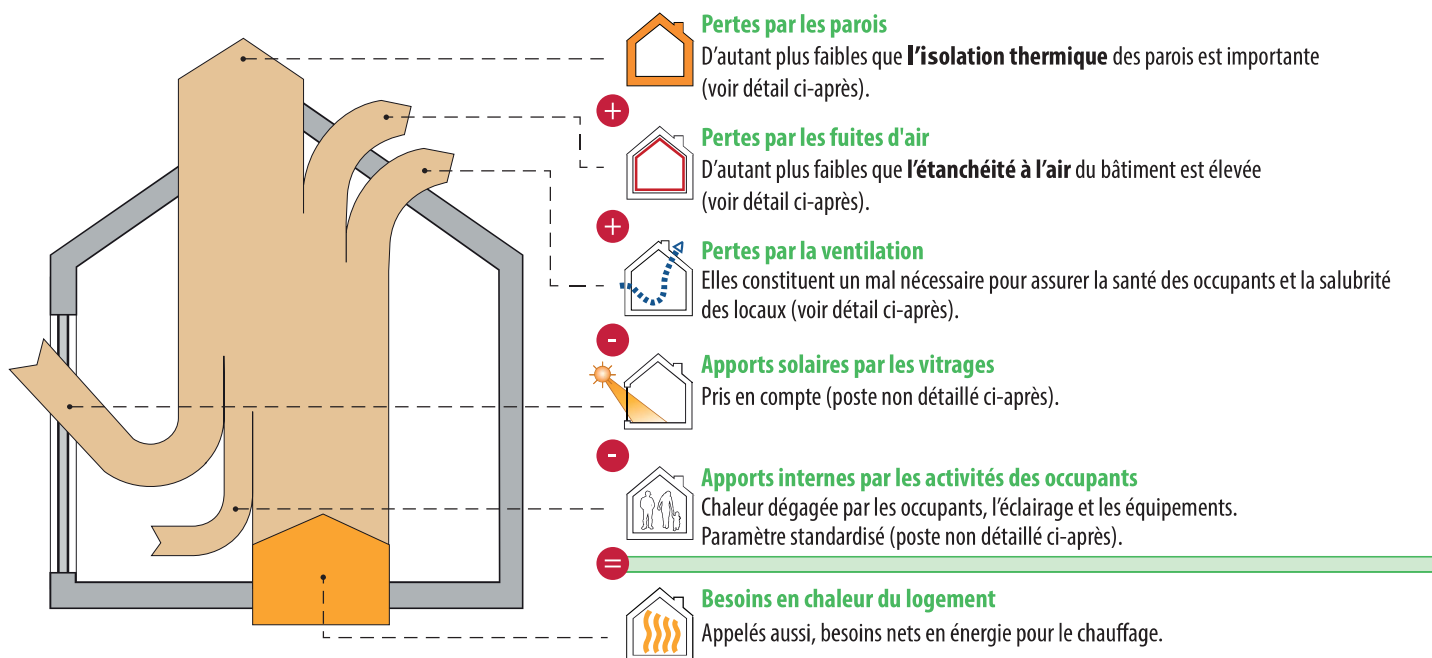 Pertes par les parois
D'autant plus faibles que l'isolation thermique des parois est importante
(voir détail ci-après).
+
Pertes par les fuites d'air
D'autant plus faibles que l'étanchéité à l'air du bâtiment est élevée
(voir détail ci-après).
+
Pertes par la ventilation
Elles constituent un mal nécessaire pour assurer la santé des occupants et la salubrité
des locaux (voir détail ci-après).
-
Apports solaires par les vitrages
Pris en compte (poste non détaillé ci-après).
-
Apports internes par les activités des occupants
Chaleur dégagée par les occupants, l'éclairage et les équipements.
Paramètre standardisé (poste non détaillé ci-après).
=
Besoins en chaleur du logement
Appelés aussi, besoins nets en énergie pour le chauffage.